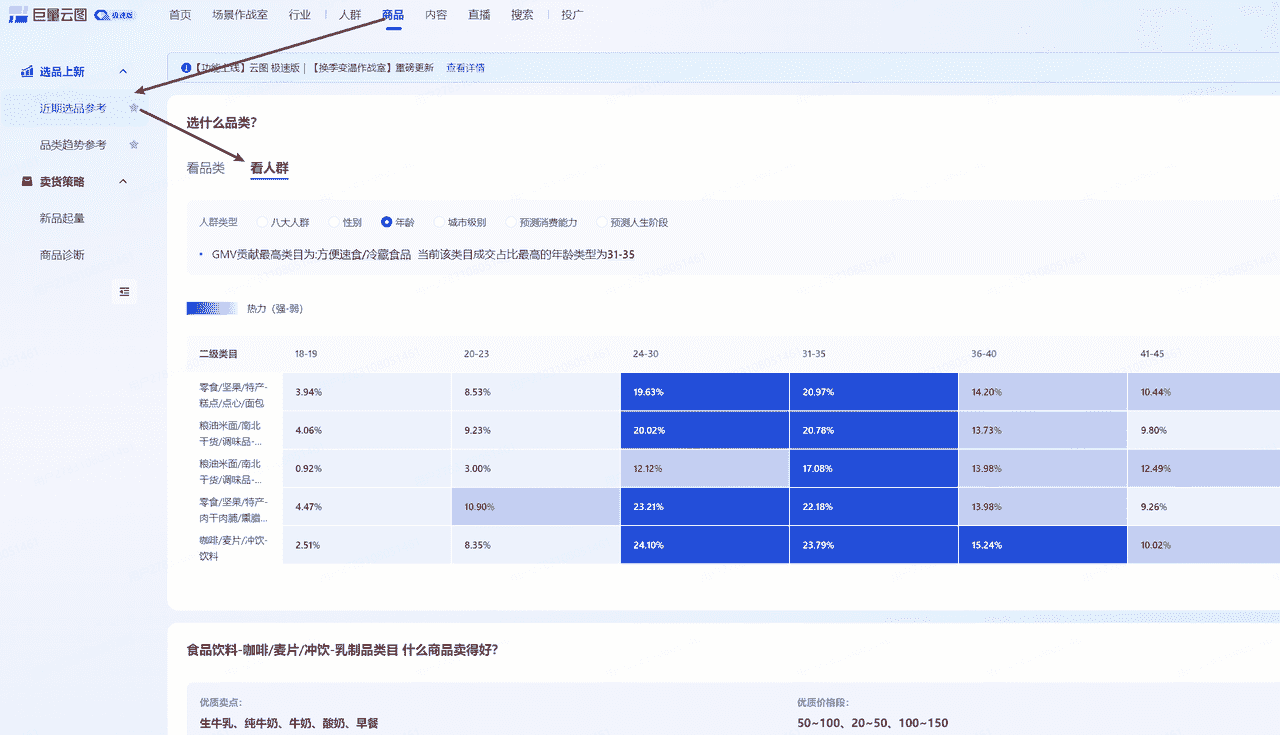 巨量云图 极速版 首页 场景作战室 行业 人群 商品 内容 直播 搜索 投广
选品上新
近期选品参考
品类趋势参考
卖货策略
新品起量
商品诊断
【功能上线】云图 极速版 | 【换季变温作战室】重磅更新 查看详情
选什么品类?
看品类 看人群
人群类型 八大人群 性别 年龄 城市级别 预测消费能力 预测人生阶段
• GMV贡献最高类目为:方便速食/冷藏食品 当前该类目成交占比最高的年龄类型为31-35
热力（强-弱）
二级类目 18-19 20-23 24-30 31-35 36-40 41-45
零食/坚果/特产-
糕点/点心/面包
3.94% 8.53% 19.63% 20.97% 14.20% 10.44%
粮油米面/南北
干货/调味品-...
4.06% 9.23% 20.02% 20.78% 13.73% 9.80%
粮油米面/南北
干货/调味品-...
0.92% 3.00% 12.12% 17.08% 13.98% 12.49%
零食/坚果/特产-
肉干肉脯/熏腊...
4.47% 10.90% 23.21% 22.18% 13.98% 9.26%
咖啡/麦片/冲饮-
饮料
2.51% 8.35% 24.10% 23.79% 15.24% 10.02%
食品饮料-咖啡/麦片/冲饮-乳制品类目 什么商品卖得好?
优质卖点：
生牛乳、纯牛奶、牛奶、酸奶、早餐
优质价格段：
50~100、20~50、100~150